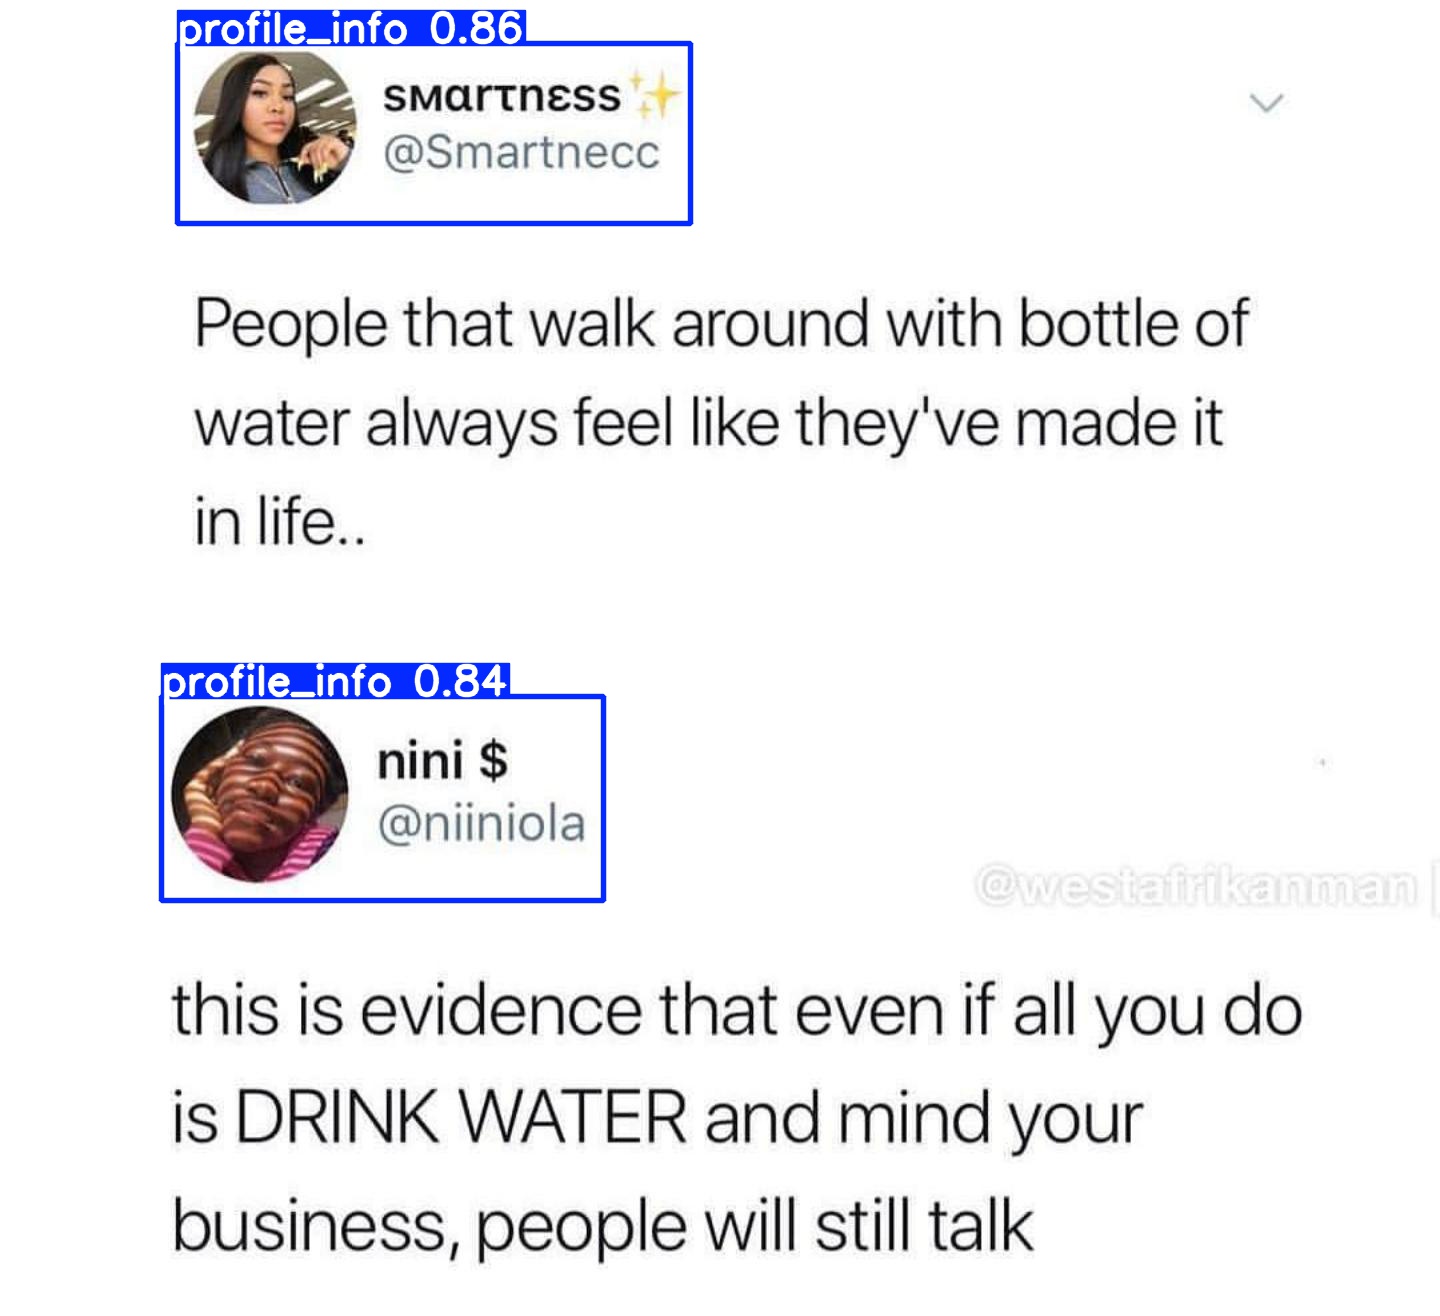 profile_info 0.86
sмαrтnεss✨
@Smartnecc
People that walk around with bottle of
water always feel like they've made it
in life..
profile_info 0.84
nini $
@niiniola
@westafrikanman
this is evidence that even if all you do
is DRINK WATER and mind your
business, people will still talk